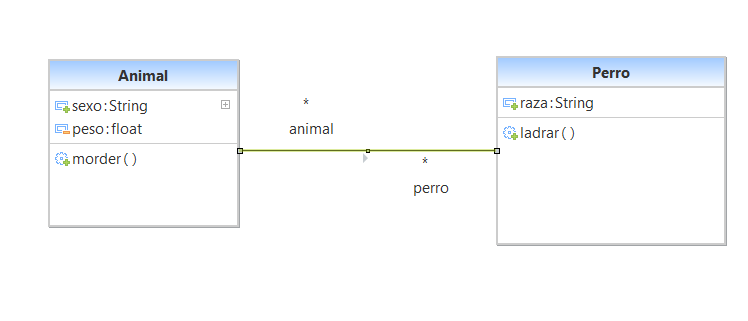 Animal
sexo:String
peso:float
morder()
*
animal
*
perro
Perro
raza:String
ladrar()